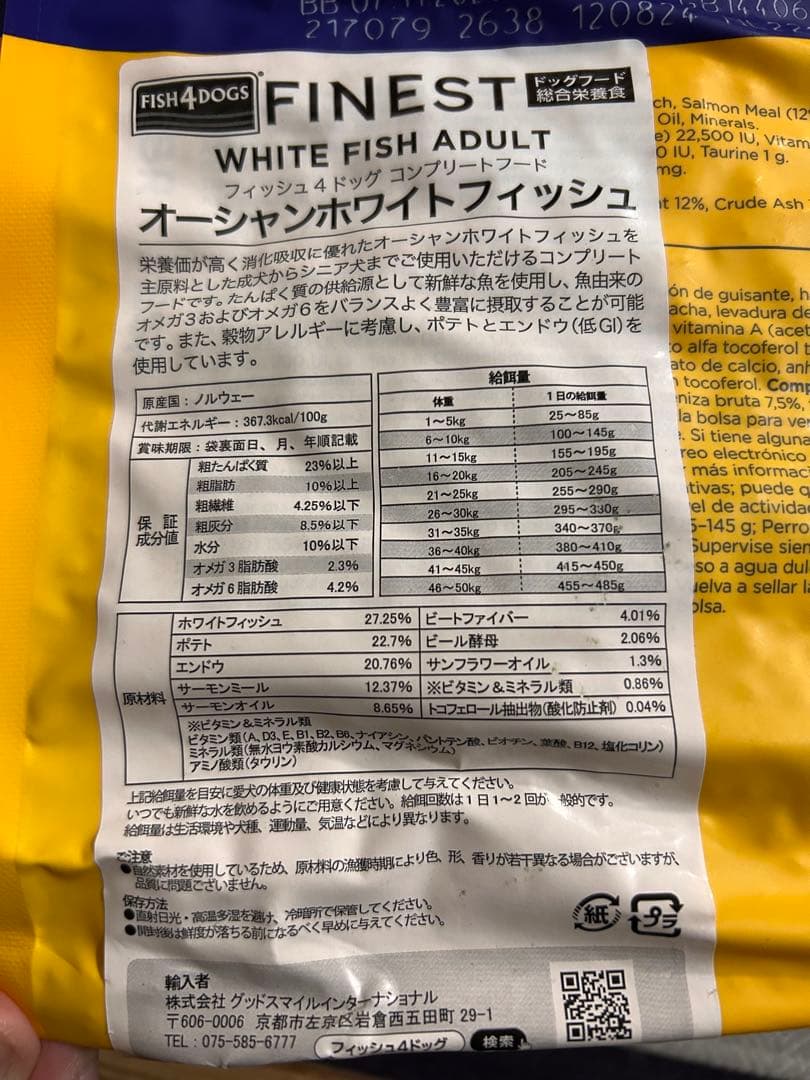 217079 2638 120824
FISH4DOGS FINEST ドッグフード
総合栄養食
WHITE FISH ADULT
フィッシュ4ドッグ コンプリートフード
オーシャンホワイトフィッシュ
栄養価が高く消化吸収に優れたオーシャンホワイトフィッシュを
主原料とした成犬からシニア犬までご使用いただけるコンプリート
フードです。たんぱく質の供給源として新鮮な魚を使用し、魚由来の
オメガ3およびオメガ6をバランスよく豊富に摂取することが可能
です。また、穀物アレルギーに考慮し、ポテトとエンドウ(低GI)を
使用しています。
原産国：ノルウェー
代謝エネルギー：367.3kcal/100g
賞味期限：袋裏面日、月、年順記載
保証成分値
粗たんぱく質 23%以上
粗脂肪 10%以上
粗繊維 4.25%以下
粗灰分 8.5%以下
水分 10%以下
オメガ3脂肪酸 2.3%
オメガ6脂肪酸 4.2%
給餌量
体重 1日の給餌量
1〜5kg 25〜85g
6〜10kg 100〜145g
11〜15kg 155〜195g
16〜20kg 205〜245g
21〜25kg 255〜290g
26〜30kg 295〜330g
31〜35kg 340〜370g
36〜40kg 380〜410g
41〜45kg 415〜450g
46〜50kg 455〜485g
原材料
ホワイトフィッシュ 27.25% ビートファイバー 4.01%
ポテト 22.7% ビール酵母 2.06%
エンドウ 20.76% サンフラワーオイル 1.3%
サーモンミール 12.37% ※ビタミン&ミネラル類 0.86%
サーモンオイル 8.65% トコフェロール抽出物(酸化防止剤) 0.04%
※ビタミン&ミネラル類
ビタミン類(A、D3、E、B1、B2、B6、ナイアシン、パントテン酸、ビオチン、葉酸、B12、塩化コリン)
ミネラル類(無水ヨウ素酸カルシウム、マグネシウム)
アミノ酸類(タウリン)
上記給餌量を目安に愛犬の体重及び健康状態を考慮して与えてください。
いつでも新鮮な水を飲めるようにご用意ください。給餌回数は1日1〜2回が一般的です。
給餌量は生活環境や犬種、運動量、気温などにより異なります。
ご注意
●自然素材を使用しているため、原材料の漁獲時期により色、形、香りが若干異なる場合がございますが、
品質に問題ございません。
保存方法
●直射日光・高温多湿を避け、冷暗所で保管してください。
●開封後は鮮度が落ちる前になるべく早めに与えてください。
紙 プラ
輸入者
株式会社 グッドスマイルインターナショナル
〒606-0006 京都市左京区岩倉西五田町 29-1
TEL：075-585-6777 フィッシュ4ドッグ 検索
ch, Salmon Meal (12
Oil, Minerals.
e) 22,500 IU, Vitam
0 IU, Taurine 1 g.
mg.
at 12%, Crude Ash
ón de guisante, h
acha, levadura de
vitamina A (acet
o alfa tocoferol
ato de calcio, anh
tocoferol. Comp
eniza bruta 7,5%,
la bolsa para ver
Si tiene alguna
reo electrónico
más informac
tivas; puede
el de activida
5-145 g; Perro
Supervise sien
so a agua dul
uelva a sellar la
olsa.